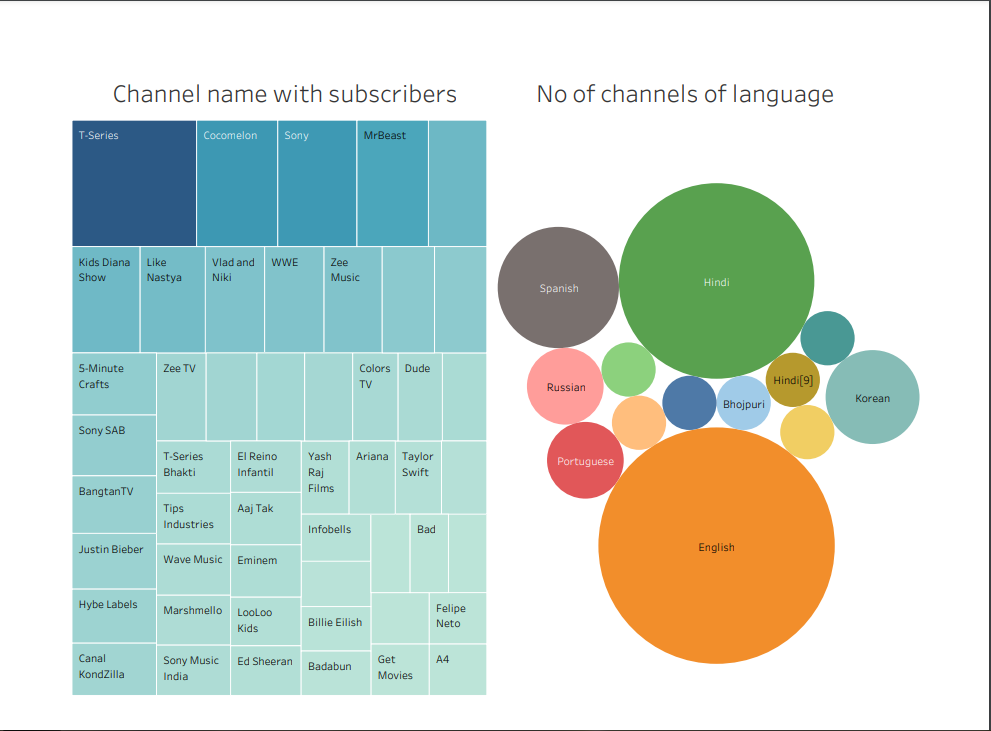 Channel name with subscribers
No of channels of language
T-Series
Cocomelon
Sony
MrBeast
Kids Diana
Show
Like
Nastya
Vlad and
Niki
WWE
Zee
Music
5-Minute
Crafts
Zee TV
Colors
TV
Dude
Sony SAB
BangtanTV
Justin Bieber
Hybe Labels
Canal
KondZilla
T-Series
Bhakti
Tips
Industries
Wave Music
Marshmello
Sony Music
India
El Reino
Infantil
Aaj Tak
Eminem
LooLoo
Kids
Ed Sheeran
Yash
Raj
Films
Ariana
Taylor
Swift
Infobells
Bad
Billie Eilish
Badabun
Felipe
Neto
Get
Movies
A4
Spanish
Hindi
Russian
Bhojpuri
Hindi[9]
Korean
Portuguese
English